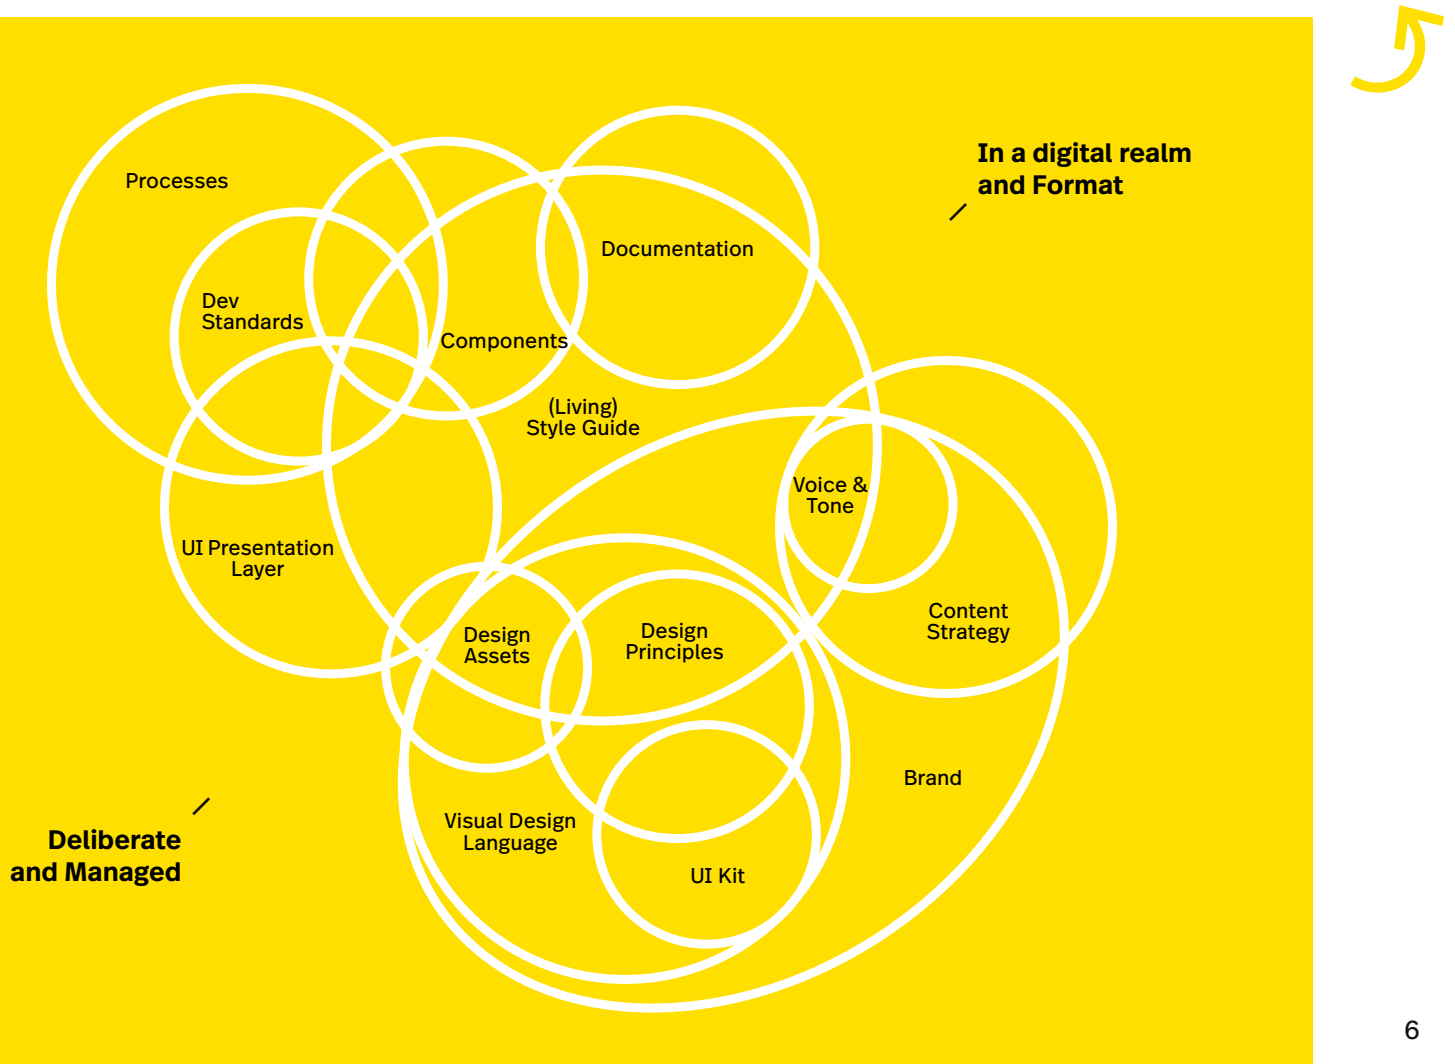 In a digital realm
and Format
Processes
Documentation
Dev
Standards
Components
(Living)
Style Guide
Voice &
Tone
UI Presentation
Layer
Content
Strategy
Design
Assets
Design
Principles
Brand
Visual Design
Language
Deliberate
and Managed
UI Kit
6